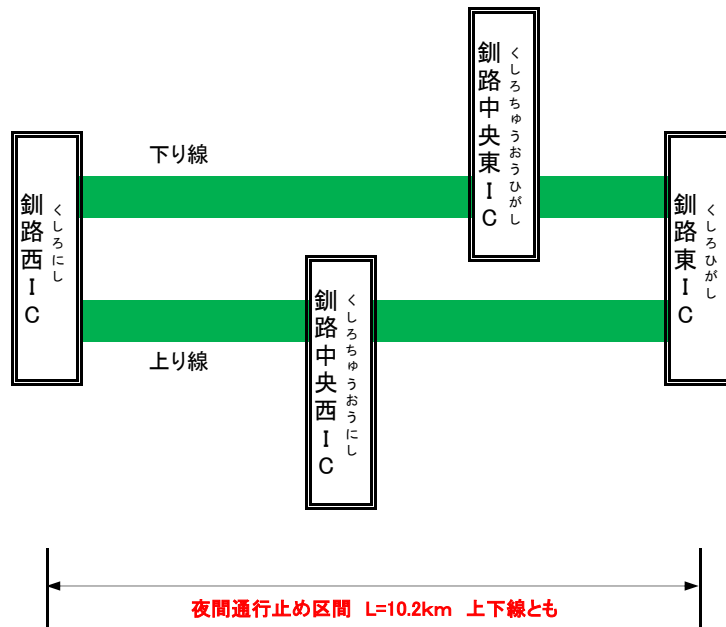 釧路中央東IC
くしろちゅうおうひがし
下り線
釧路西IC
くしろにし
釧路東IC
くしろひがし
釧路中央西IC
くしろちゅうおうにし
上り線
夜間通行止め区間 L=10.2km 上下線とも